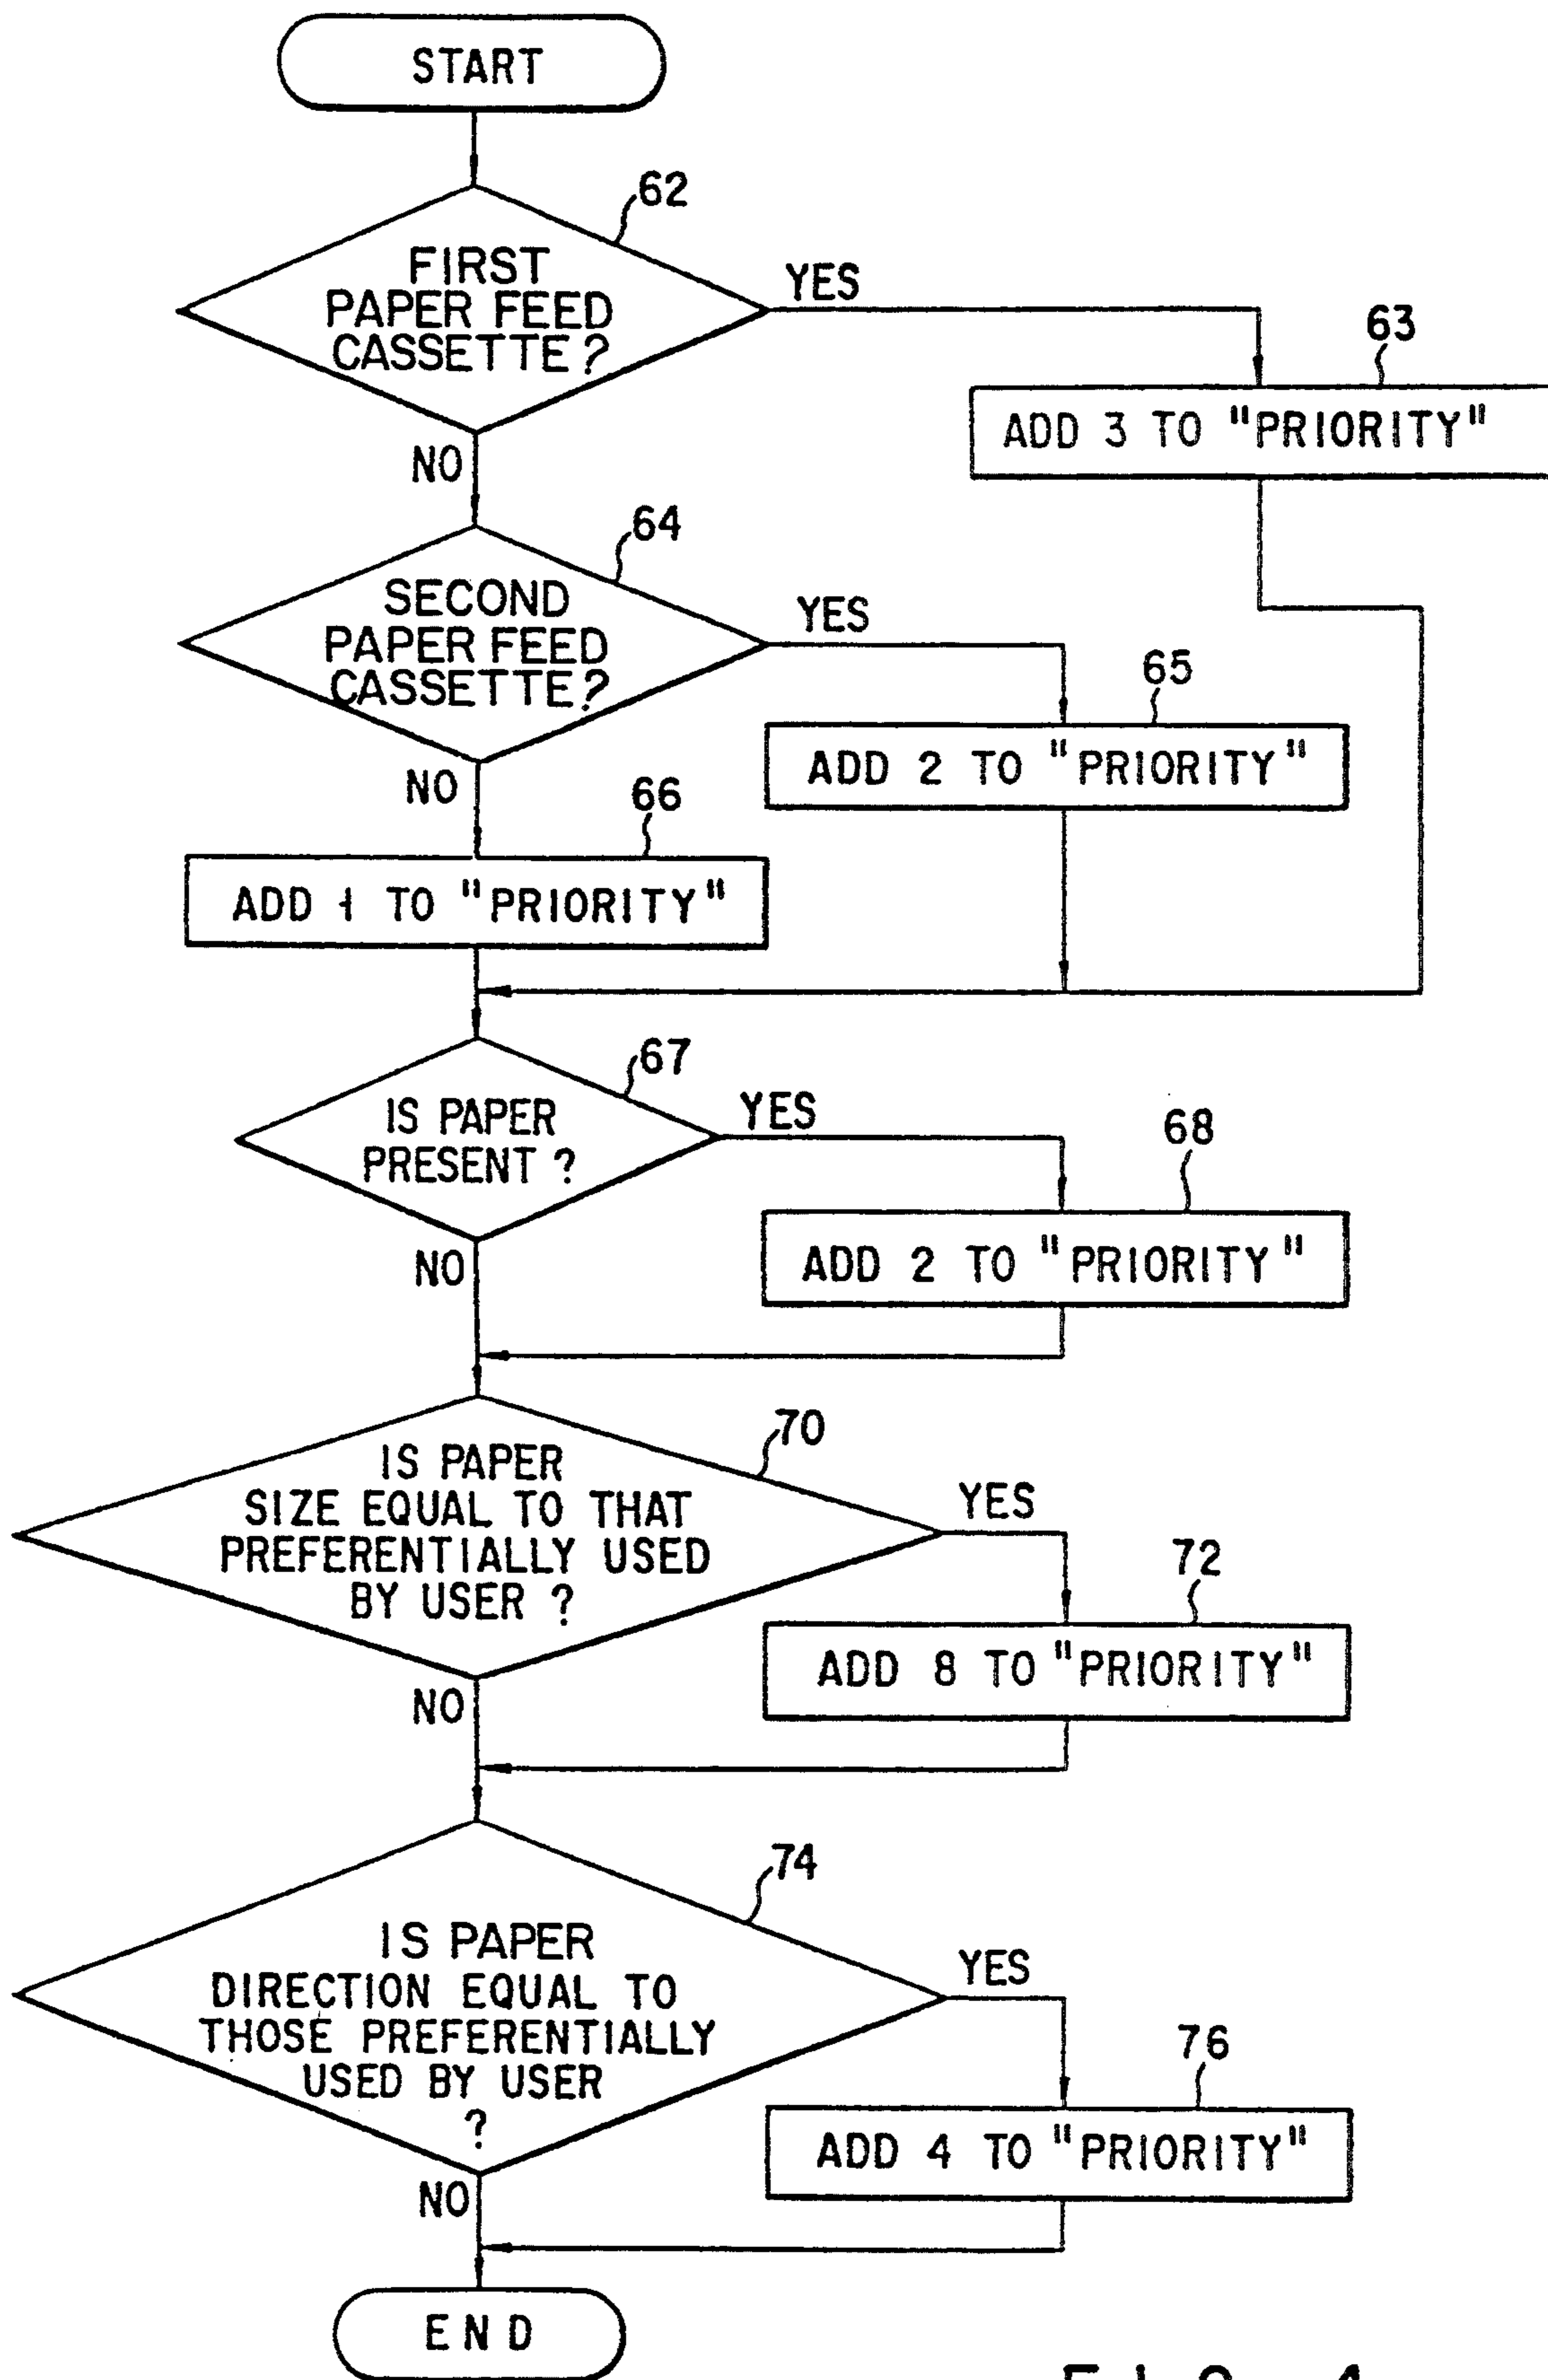 START
62
FIRST
PAPER FEED
CASSETTE?
YES
63
ADD 3 TO "PRIORITY"
NO
64
SECOND
PAPER FEED
CASSETTE?
YES
65
ADD 2 TO "PRIORITY"
NO
66
ADD 1 TO "PRIORITY"
67
IS PAPER
PRESENT ?
YES
68
ADD 2 TO "PRIORITY"
NO
70
IS PAPER
SIZE EQUAL TO THAT
PREFERENTIALLY USED
BY USER ?
YES
72
ADD 8 TO "PRIORITY"
NO
74
IS PAPER
DIRECTION EQUAL TO
THOSE PREFERENTIALLY
USED BY USER
?
YES
76
ADD 4 TO "PRIORITY"
NO
END